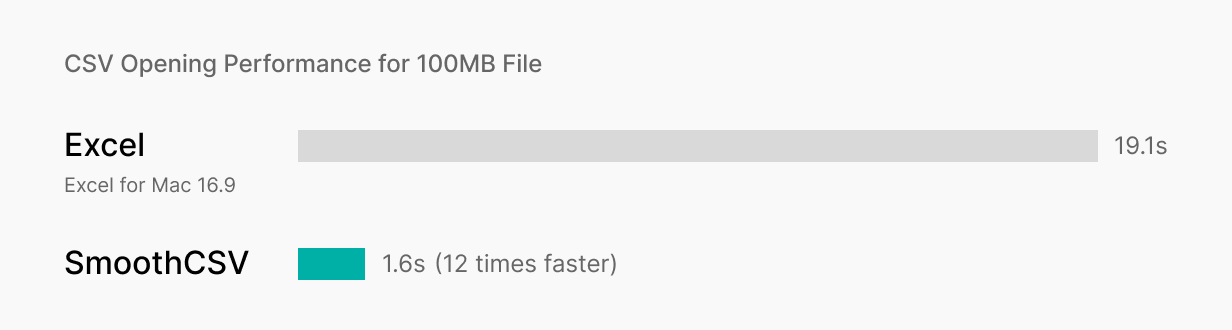 CSV Opening Performance for 100MB File
Excel
19.1s
Excel for Mac 16.9
SmoothCSV
1.6s (12 times faster)